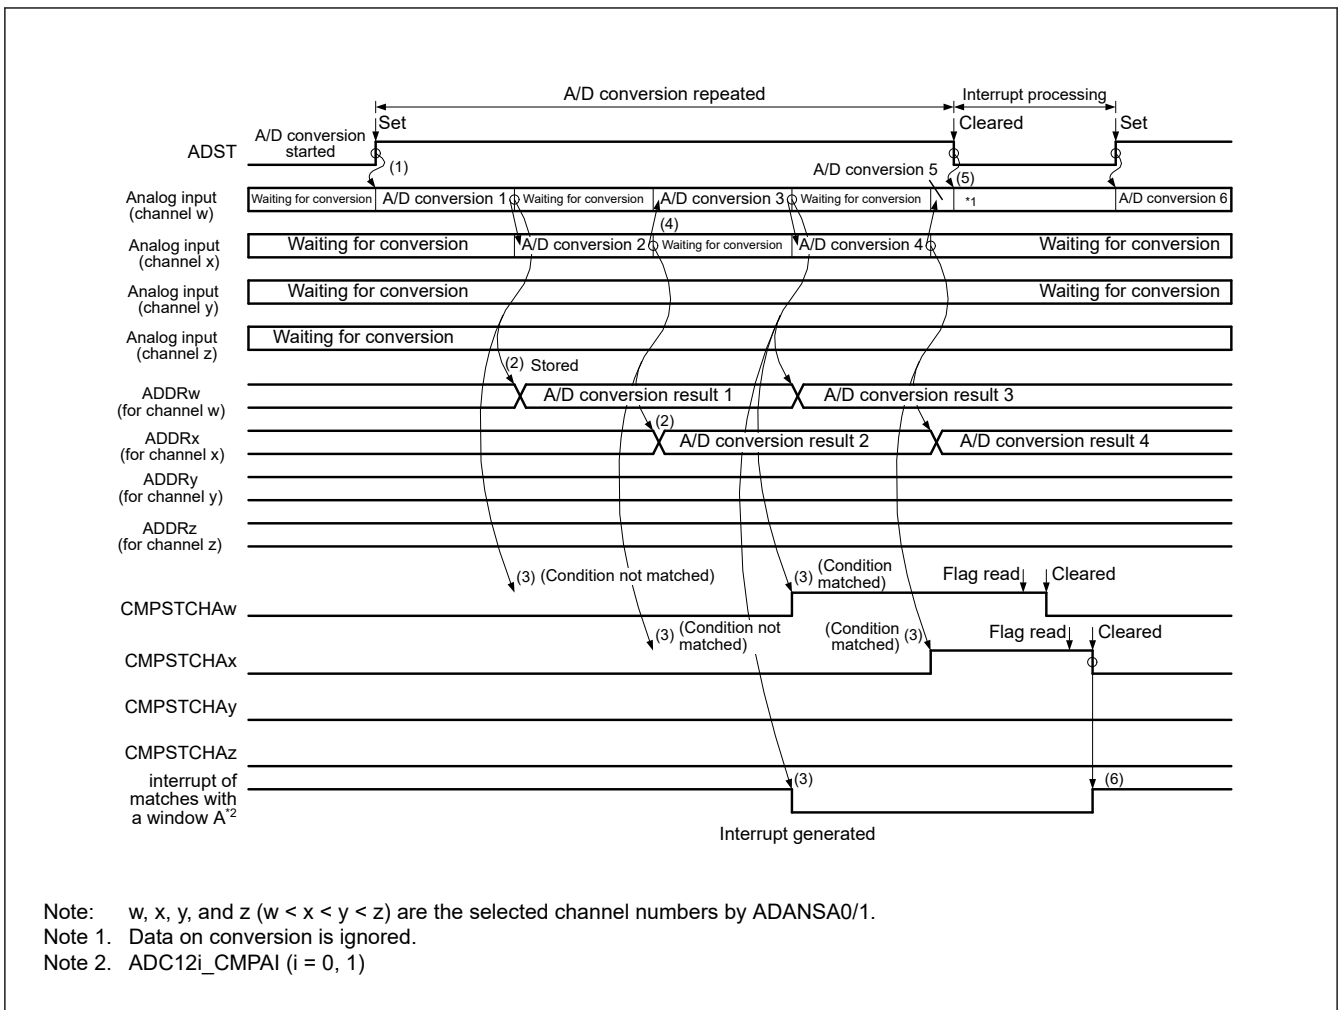 A/D conversion repeated
Interrupt processing
Set
Cleared
Set
A/D conversion
started
ADST
(1)
A/D conversion 5
(5)
Analog input
(channel w)
Waiting for conversion
A/D conversion 1
Waiting for conversion
A/D conversion 3
Waiting for conversion
*1
A/D conversion 6
(4)
Analog input
(channel x)
Waiting for conversion
A/D conversion 2
Waiting for conversion
A/D conversion 4
Waiting for conversion
Analog input
(channel y)
Waiting for conversion
Waiting for conversion
Analog input
(channel z)
Waiting for conversion
(2) Stored
ADDRw
(for channel w)
A/D conversion result 1
A/D conversion result 3
(2)
ADDRx
(for channel x)
A/D conversion result 2
A/D conversion result 4
ADDRy
(for channel y)
ADDRz
(for channel z)
(3) (Condition not matched)
(3) (Condition
matched)
Flag read
Cleared
CMPSTCHAw
(3) (Condition not
matched)
(Condition (3)
matched)
Flag read
Cleared
CMPSTCHAx
CMPSTCHAy
CMPSTCHAz
interrupt of
matches with
a window A*2
(3)
(6)
Interrupt generated
Note: w, x, y, and z (w < x < y < z) are the selected channel numbers by ADANSA0/1.
Note 1. Data on conversion is ignored.
Note 2. ADC12i_CMPAI (i = 0, 1)